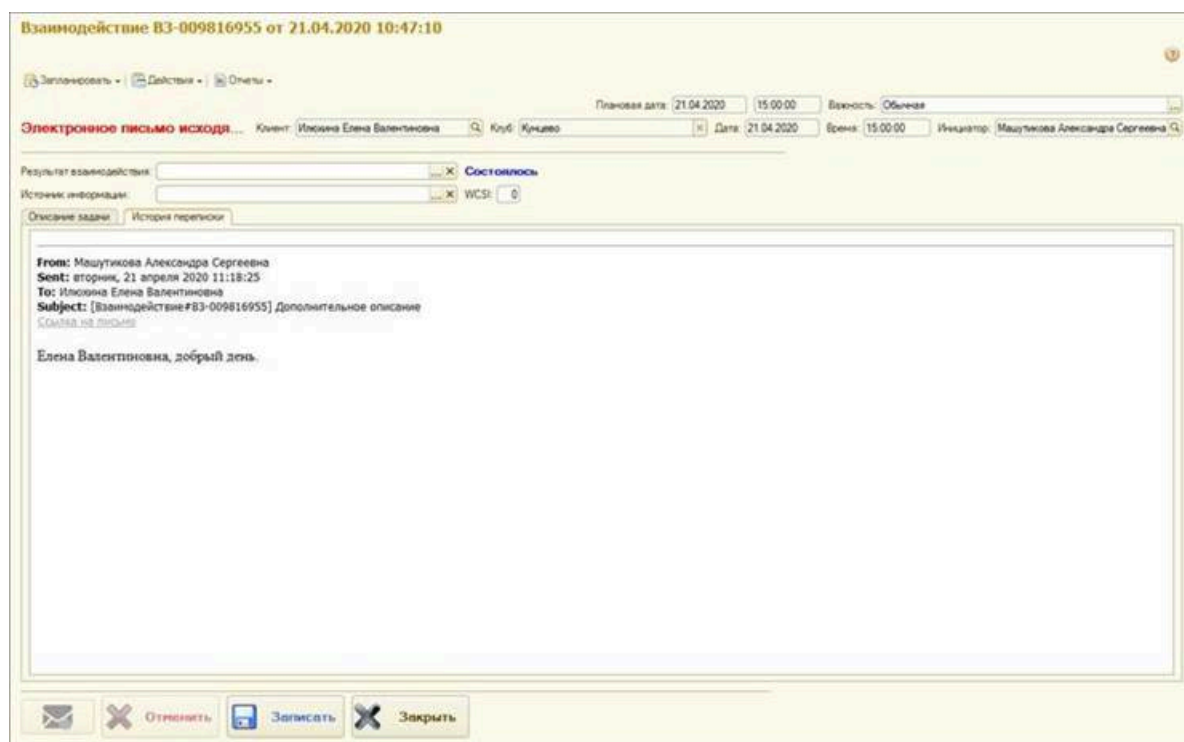 Взаимодействие ВЗ-009816955 от 21.04.2020 10:47:10
Запланировать Действия Отчеты
Плановая дата: 21.04.2020 15:00:00 Важность: Обычная ...
Электронное письмо исходя... Клиент: Илюхина Елена Валентиновна Клуб: Кунцево Дата: 21.04.2020 Время: 15:00:00 Инициатор: Машутикова Александра Сергеевна
Результат взаимодействия: ... x Состоялось
Источник информации: ... x WCSI: 0
Описание задачи История переписки
From: Машутикова Александра Сергеевна
Sent: вторник, 21 апреля 2020 11:18:25
To: Илюхина Елена Валентиновна
Subject: [Взаимодействие#ВЗ-009816955] Дополнительное описание
Ссылка на письмо
Елена Валентиновна, добрый день.
Отменить Записать Закрыть